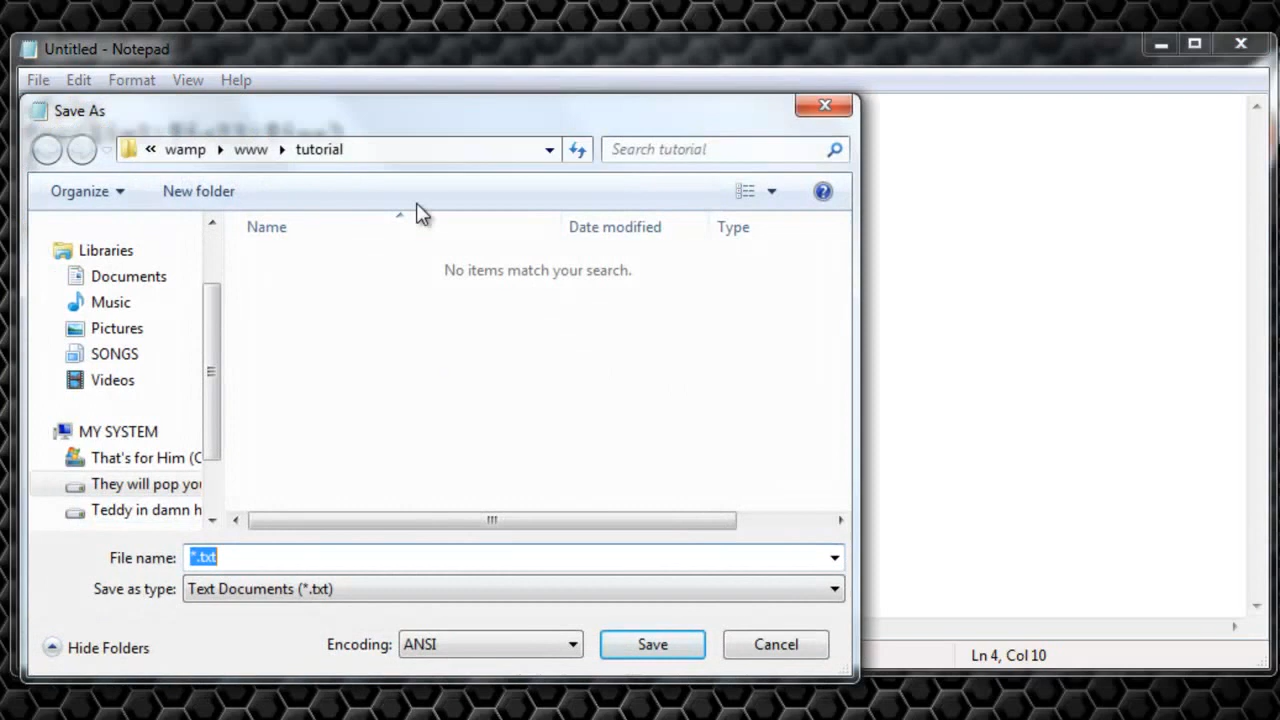 Untitled - Notepad
File Edit Format View Help
Save As
« wamp www tutorial Search tutorial
Organize New folder
Name Date modified Type
No items match your search.
Libraries
Documents
Music
Pictures
SONGS
Videos
MY SYSTEM
That's for Him (C
They will pop you
Teddy in damn h
File name: *.txt
Save as type: Text Documents (*.txt)
Hide Folders Encoding: ANSI Save Cancel
Ln 4, Col 10